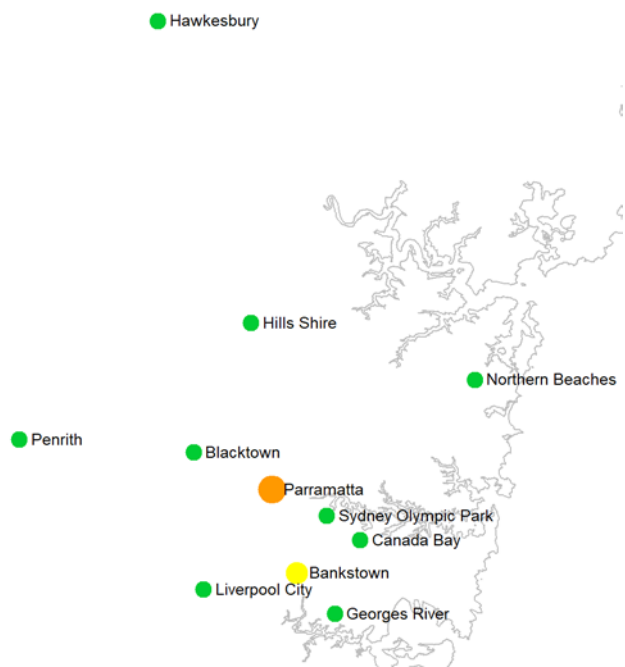 Hawkesbury
Hills Shire
Northern Beaches
Penrith
Blacktown
Parramatta
Sydney Olympic Park
Canada Bay
Bankstown
Liverpool City
Georges River